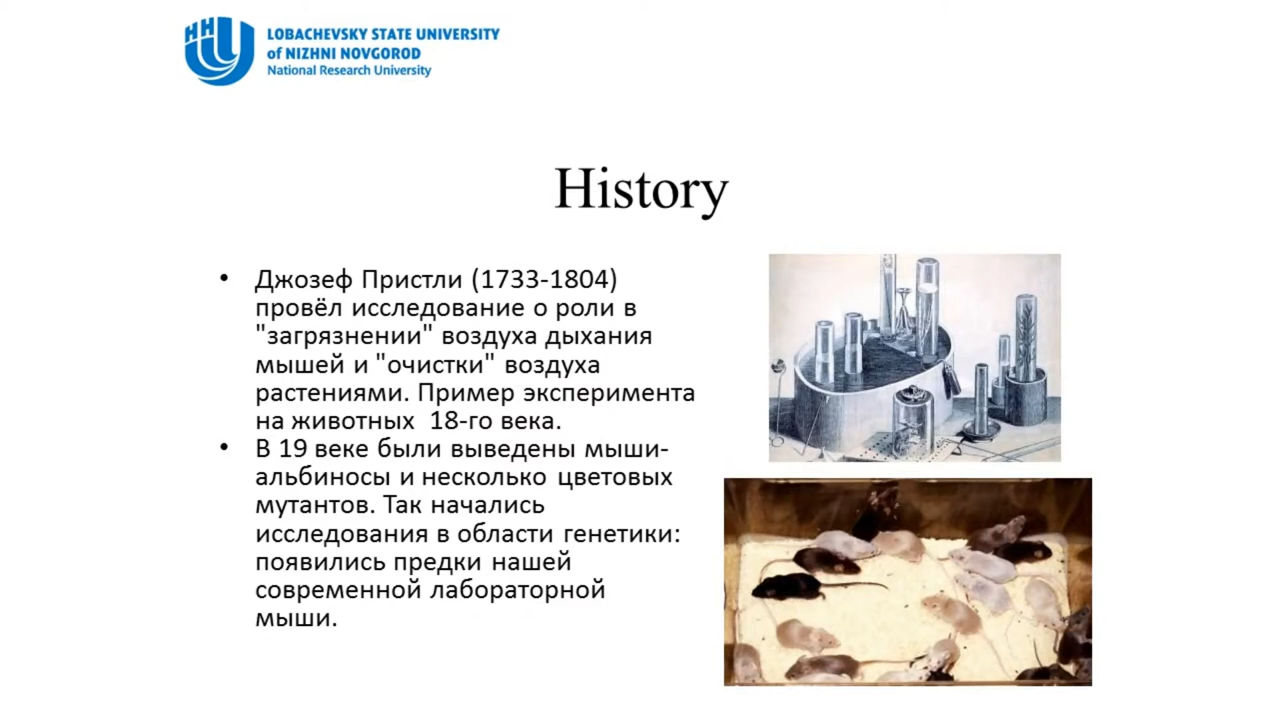 LOBACHEVSKY STATE UNIVERSITY
of NIZHNI NOVGOROD
National Research University
History
• Джозеф Пристли (1733-1804)
провёл исследование о роли в
"загрязнении" воздуха дыхания
мышей и "очистки" воздуха
растениями. Пример эксперимента
на животных 18-го века.
• В 19 веке были выведены мыши-
альбиносы и несколько цветовых
мутантов. Так начались
исследования в области генетики:
появились предки нашей
современной лабораторной
мыши.